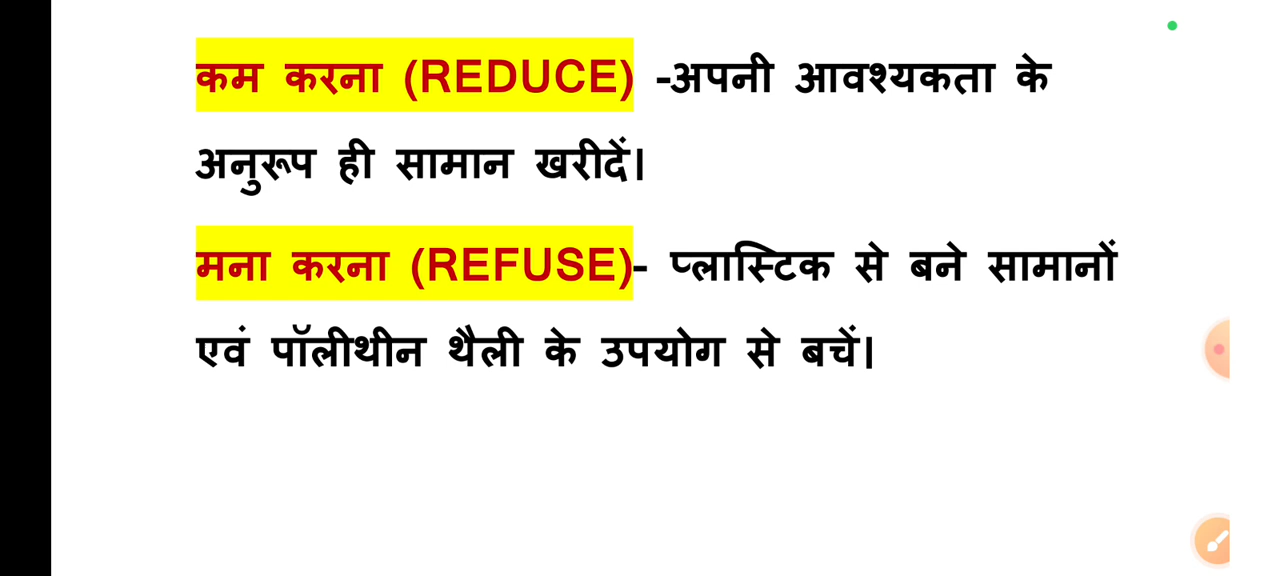 कम करना (REDUCE) -अपनी आवश्यकता के
अनुरूप ही सामान खरीदें।
मना करना (REFUSE)- प्लास्टिक से बने सामानों
एवं पॉलीथीन थैली के उपयोग से बचें।